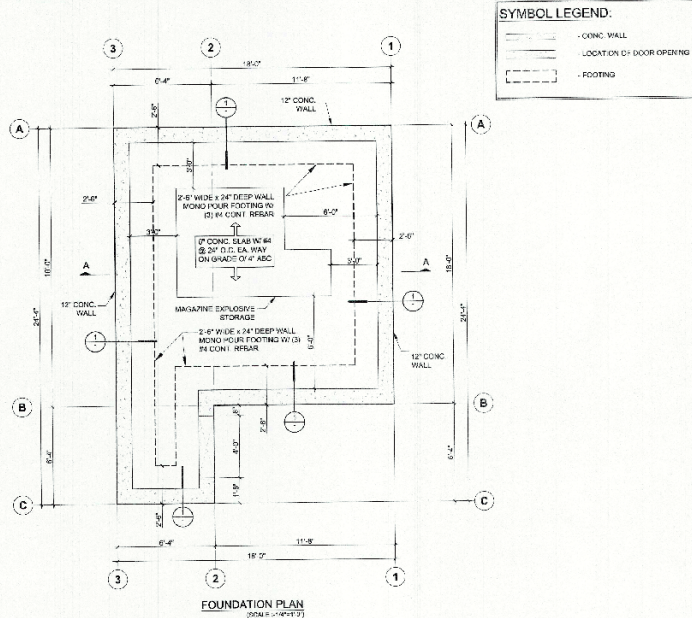 SYMBOL LEGEND:
- CONC. WALL
- LOCATION OF DOOR OPENING
- FOOTING
3
2
1
18'-0"
6'-4"
11'-8"
12" CONC.
WALL
A
A
2'-6"
1
3'-0"
2'-6" WIDE x 24" DEEP WALL
MONO POUR FOOTING W/
(3) #4 CONT. REBAR
2'-6"
6'-0"
2'-6"
3'-0"
CONC. SLAB W/ #4
@ 24" O.C. EA. WAY
ON GRADE O/ 4" ABC
3'-0"
A
A
18'-0"
24'-4"
24'-4"
MAGAZINE EXPLOSIVE
STORAGE
12" CONC.
WALL
1
1
2'-6" WIDE x 24" DEEP WALL
MONO POUR FOOTING W/ (3)
#4 CONT. REBAR
12" CONC.
WALL
B
B
2'-6"
4'-0"
6'-4"
C
C
2'-6"
6'-4"
11'-8"
18'-0"
3
2
1
FOUNDATION PLAN